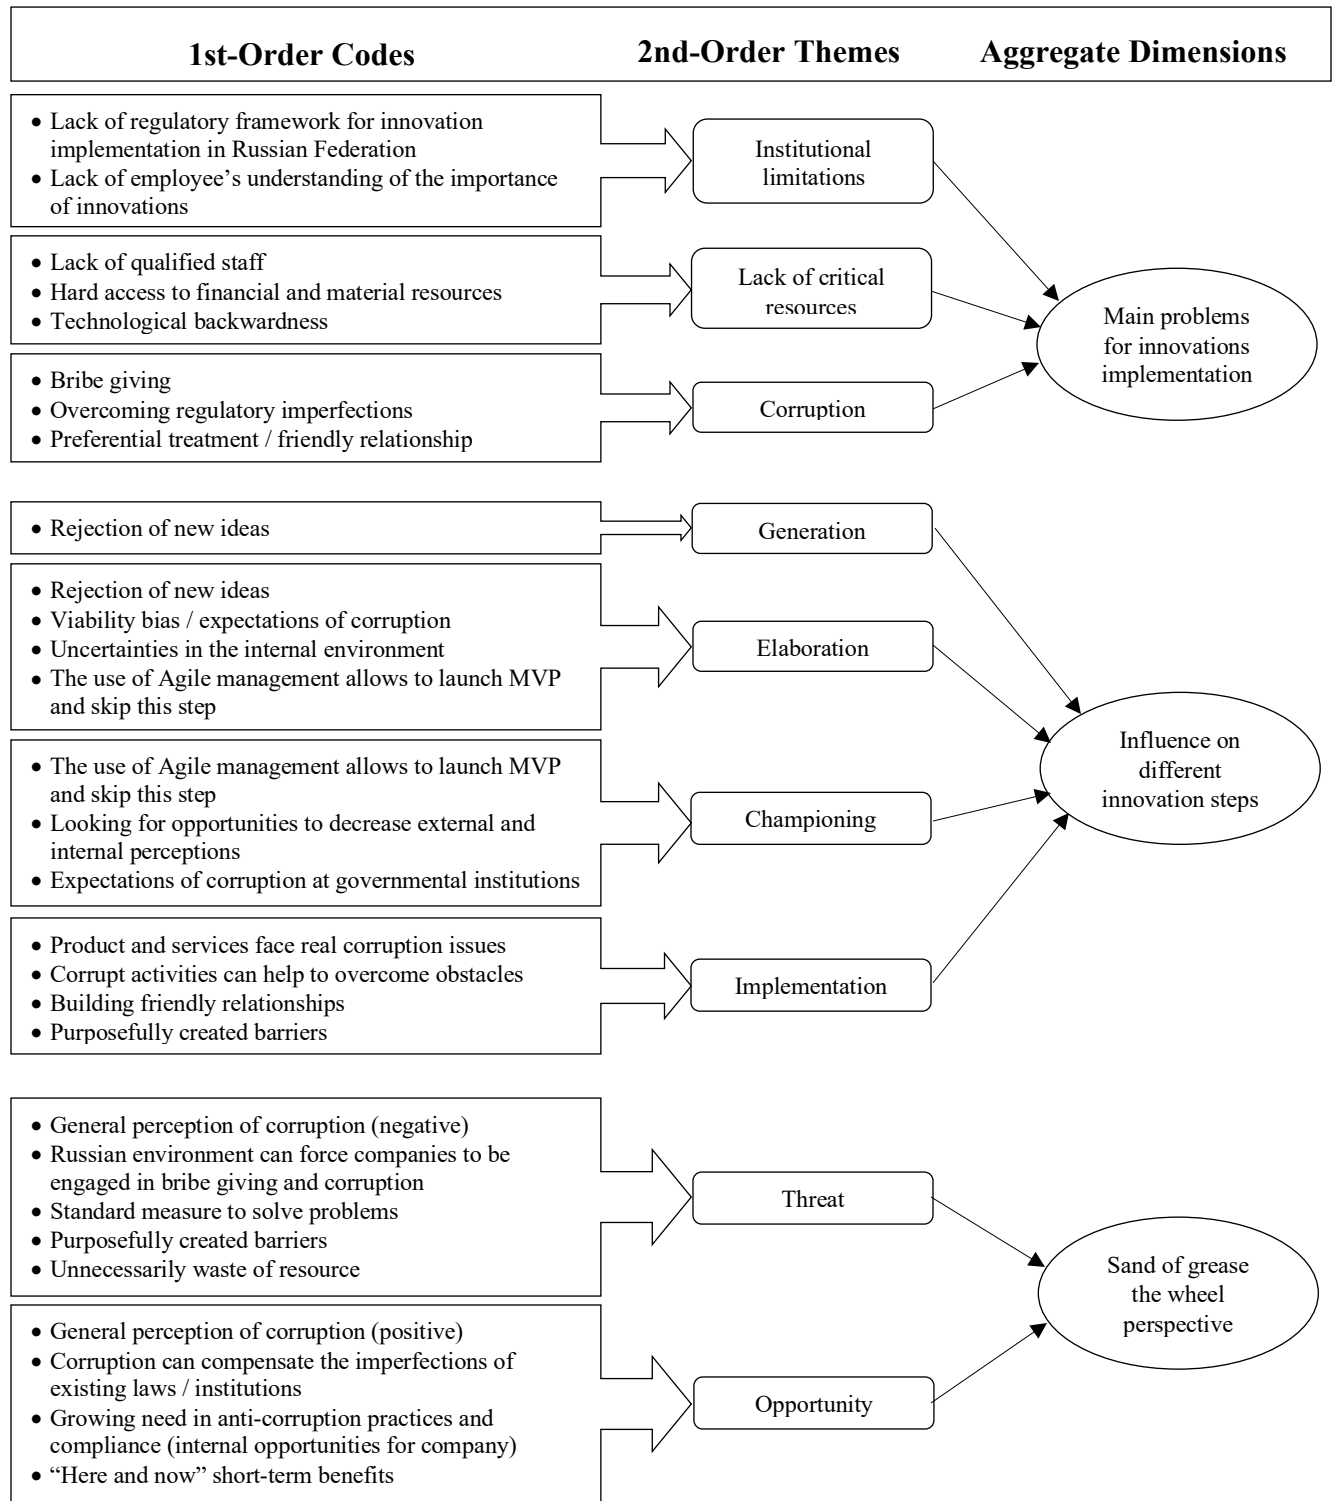 1st-Order Codes 2nd-Order Themes Aggregate Dimensions
• Lack of regulatory framework for innovation
implementation in Russian Federation
• Lack of employee’s understanding of the importance
of innovations
Institutional
limitations
• Lack of qualified staff
• Hard access to financial and material resources
• Technological backwardness
Lack of critical
resources
• Bribe giving
• Overcoming regulatory imperfections
• Preferential treatment / friendly relationship
Corruption
Main problems
for innovations
implementation
• Rejection of new ideas
Generation
• Rejection of new ideas
• Viability bias / expectations of corruption
• Uncertainties in the internal environment
• The use of Agile management allows to launch MVP
and skip this step
Elaboration
• The use of Agile management allows to launch MVP
and skip this step
• Looking for opportunities to decrease external and
internal perceptions
• Expectations of corruption at governmental institutions
Championing
• Product and services face real corruption issues
• Corrupt activities can help to overcome obstacles
• Building friendly relationships
• Purposefully created barriers
Implementation
Influence on
different
innovation steps
• General perception of corruption (negative)
• Russian environment can force companies to be
engaged in bribe giving and corruption
• Standard measure to solve problems
• Purposefully created barriers
• Unnecessarily waste of resource
Threat
• General perception of corruption (positive)
• Corruption can compensate the imperfections of
existing laws / institutions
• Growing need in anti-corruption practices and
compliance (internal opportunities for company)
• “Here and now” short-term benefits
Opportunity
Sand of grease
the wheel
perspective